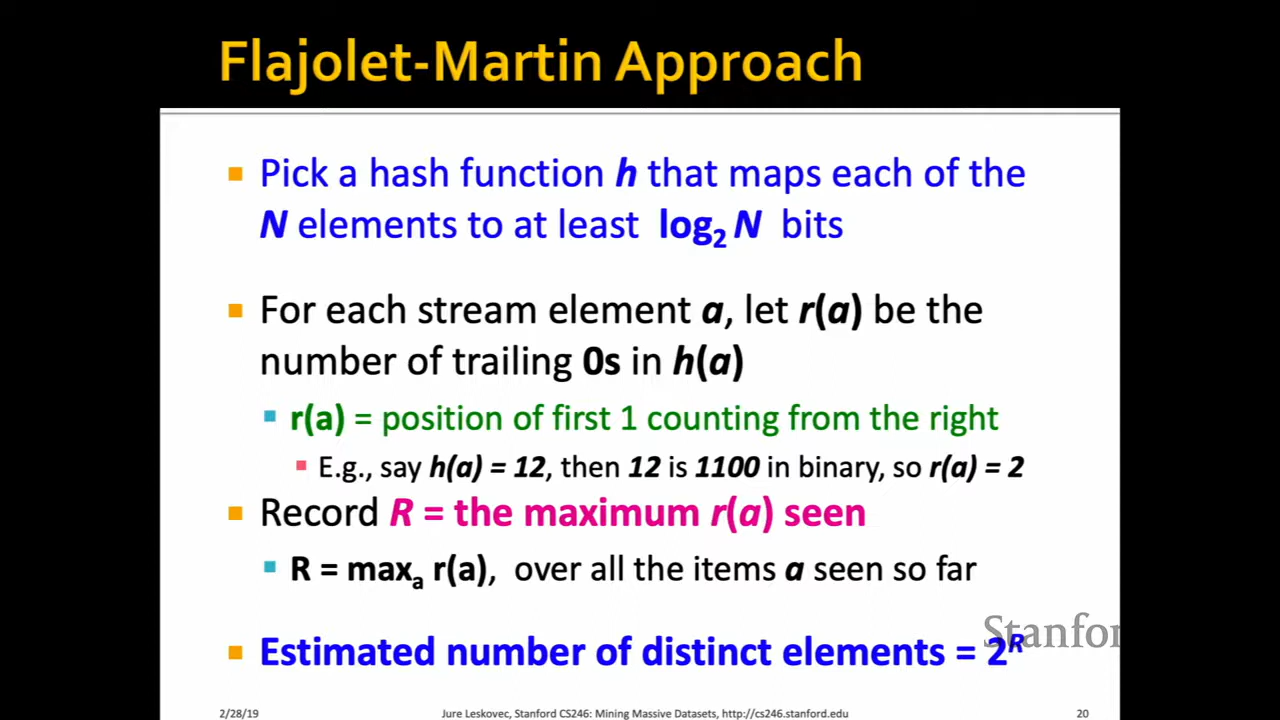 Flajolet-Martin Approach
Pick a hash function h that maps each of the
N elements to at least log₂ N bits
For each stream element a, let r(a) be the
number of trailing 0s in h(a)
r(a) = position of first 1 counting from the right
E.g., say h(a) = 12, then 12 is 1100 in binary, so r(a) = 2
Record R = the maximum r(a) seen
R = maxₐ r(a), over all the items a seen so far
Estimated number of distinct elements = 2ᴿ
Stanfor
2/28/19 Jure Leskovec, Stanford CS246: Mining Massive Datasets, http://cs246.stanford.edu 20